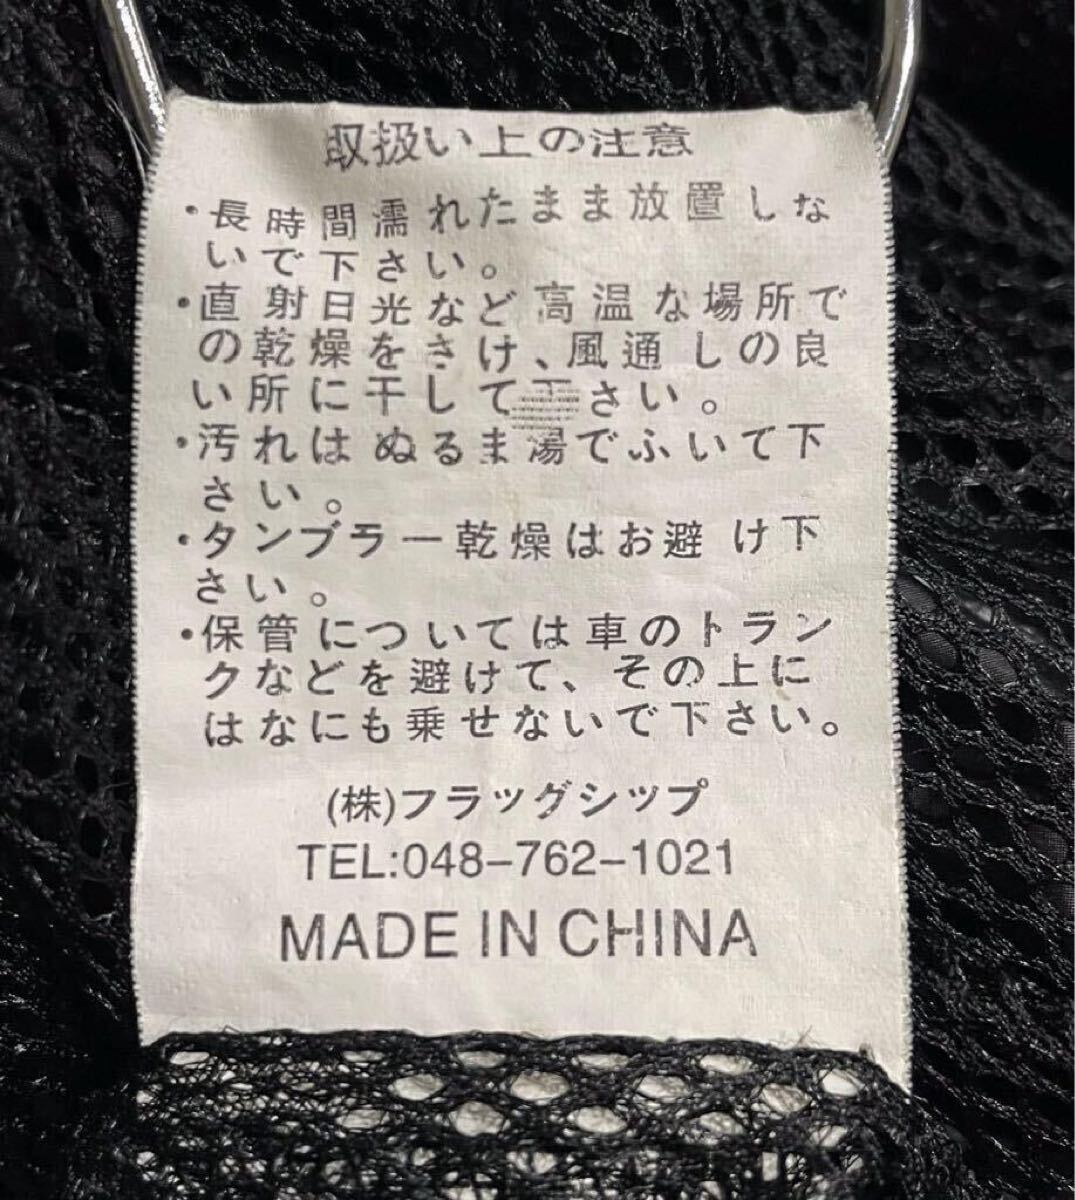 取扱い上の注意
・長時間濡れたまま放置しな
いで下さい。
・直射日光など高温な場所で
の乾燥をさけ、風通しの良
い所に干して下さい。
・汚れはぬるま湯でふいて下
さい。
・タンブラー乾燥はお避け下
さい。
・保管については車のトラン
クなどを避けて、その上に
はなにも乗せないで下さい。
(株)フラッグシップ
TEL:048-762-1021
MADE IN CHINA